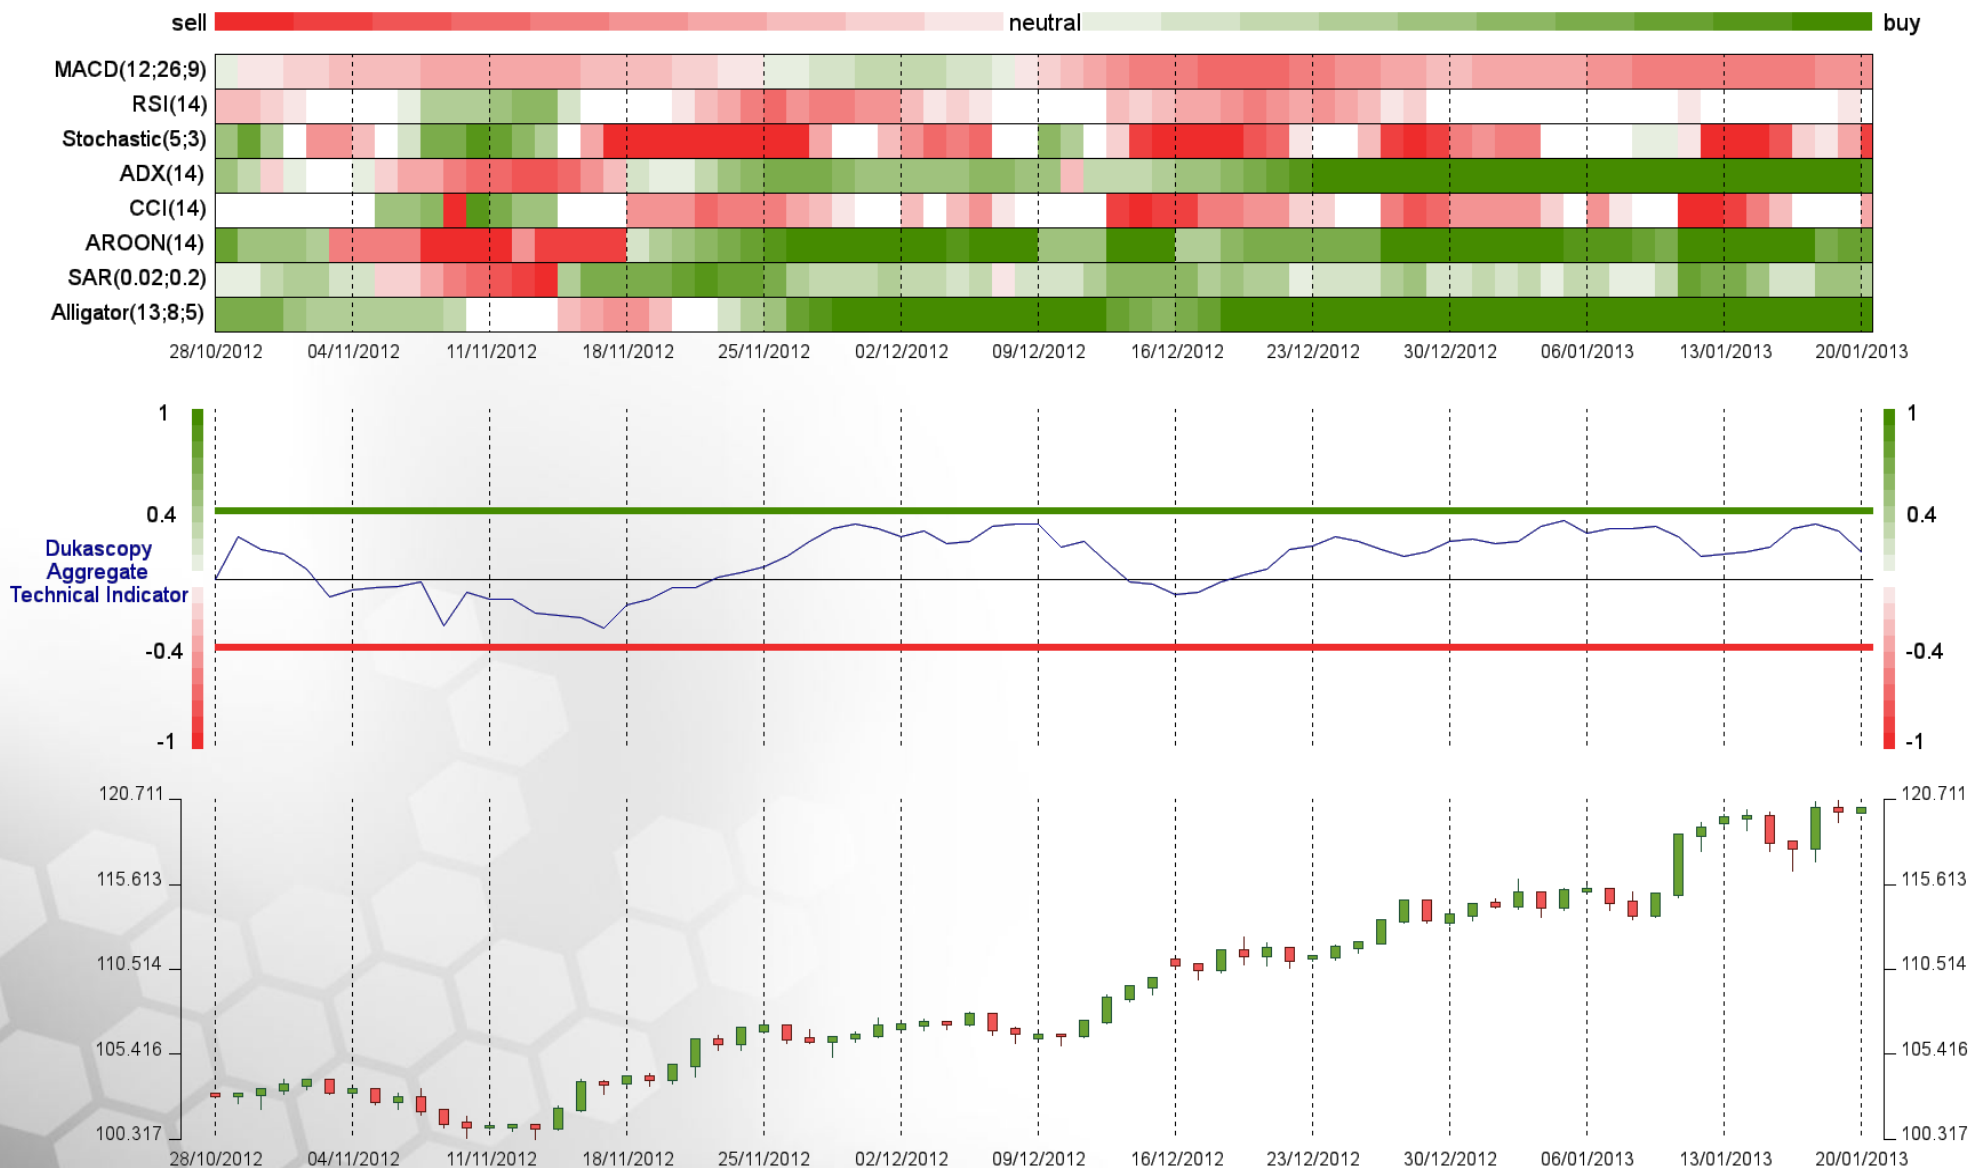 sell neutral buy
MACD(12;26;9)
RSI(14)
Stochastic(5;3)
ADX(14)
CCI(14)
AROON(14)
SAR(0.02;0.2)
Alligator(13;8;5)
28/10/2012 04/11/2012 11/11/2012 18/11/2012 25/11/2012 02/12/2012 09/12/2012 16/12/2012 23/12/2012 30/12/2012 06/01/2013 13/01/2013 20/01/2013
1 1
0.4 0.4
Dukascopy
Aggregate
Technical Indicator
-0.4 -0.4
-1 -1
120.711 120.711
115.613 115.613
110.514 110.514
105.416 105.416
100.317 100.317
28/10/2012 04/11/2012 11/11/2012 18/11/2012 25/11/2012 02/12/2012 09/12/2012 16/12/2012 23/12/2012 30/12/2012 06/01/2013 13/01/2013 20/01/2013